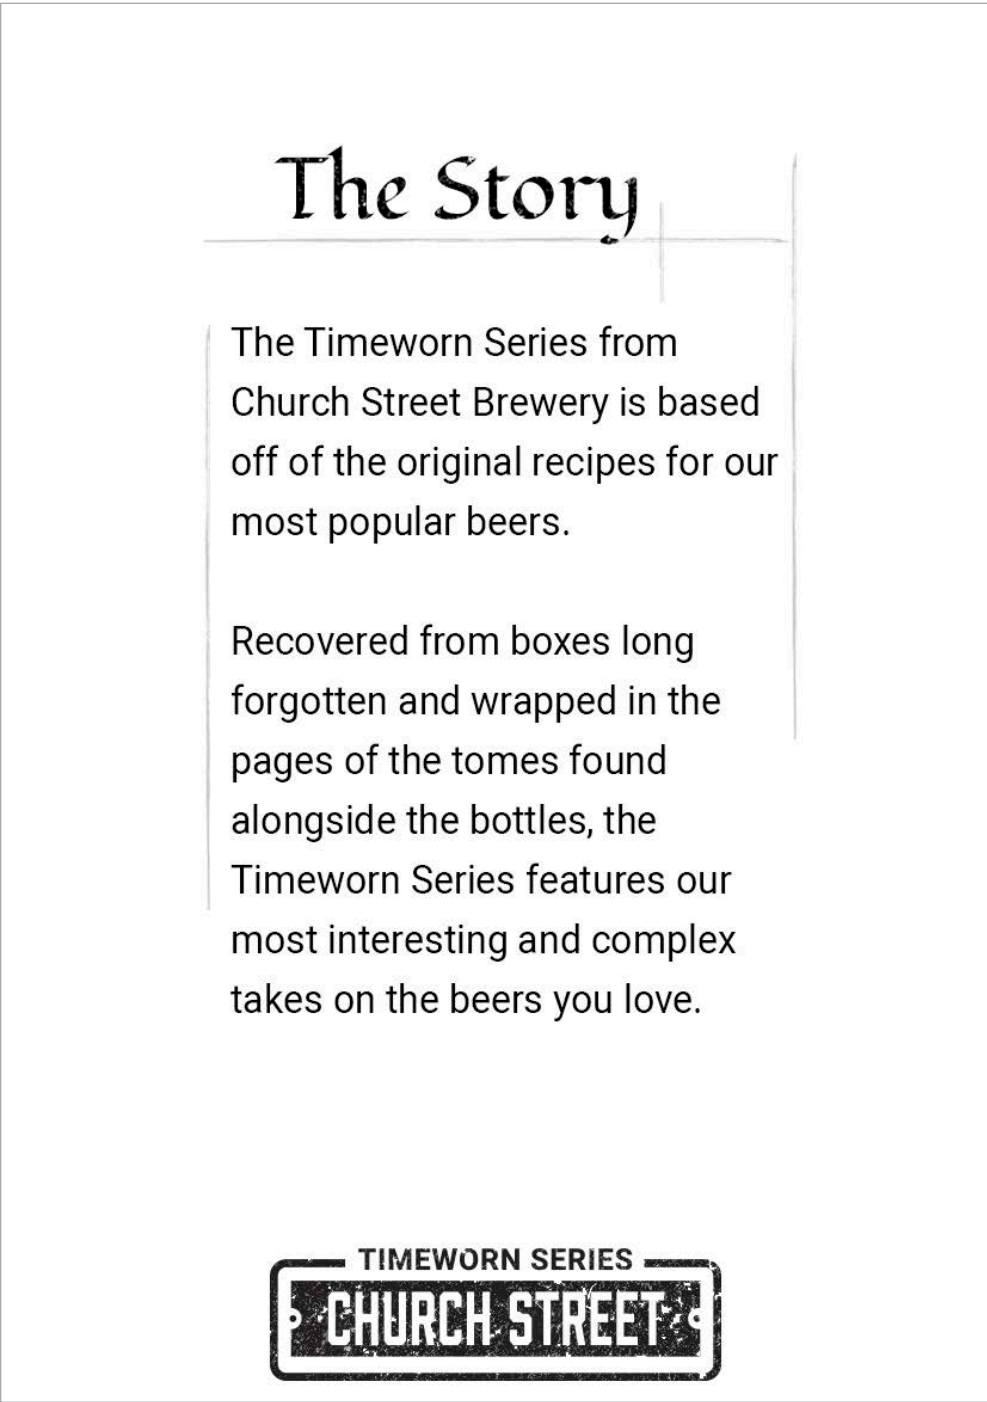 The Story
The Timeworn Series from
Church Street Brewery is based
off of the original recipes for our
most popular beers.
Recovered from boxes long
forgotten and wrapped in the
pages of the tomes found
alongside the bottles, the
Timeworn Series features our
most interesting and complex
takes on the beers you love.
TIMEWORN SERIES
CHURCH STREET